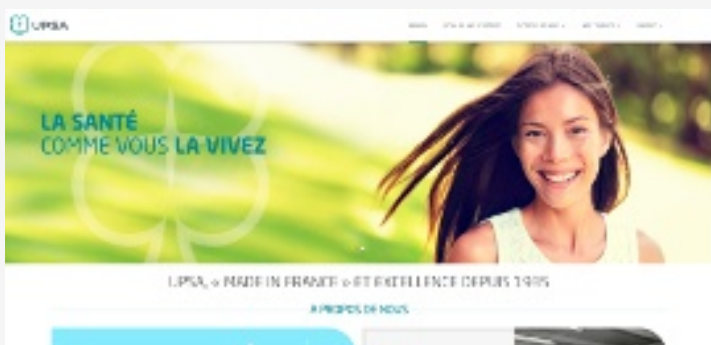 UPSA
LA SANTÉ
COMME VOUS LA VIVEZ
UPSA, « MADE IN FRANCE » ET EXCELLENCE DEPUIS 1935
A PROPOS DE NOUS